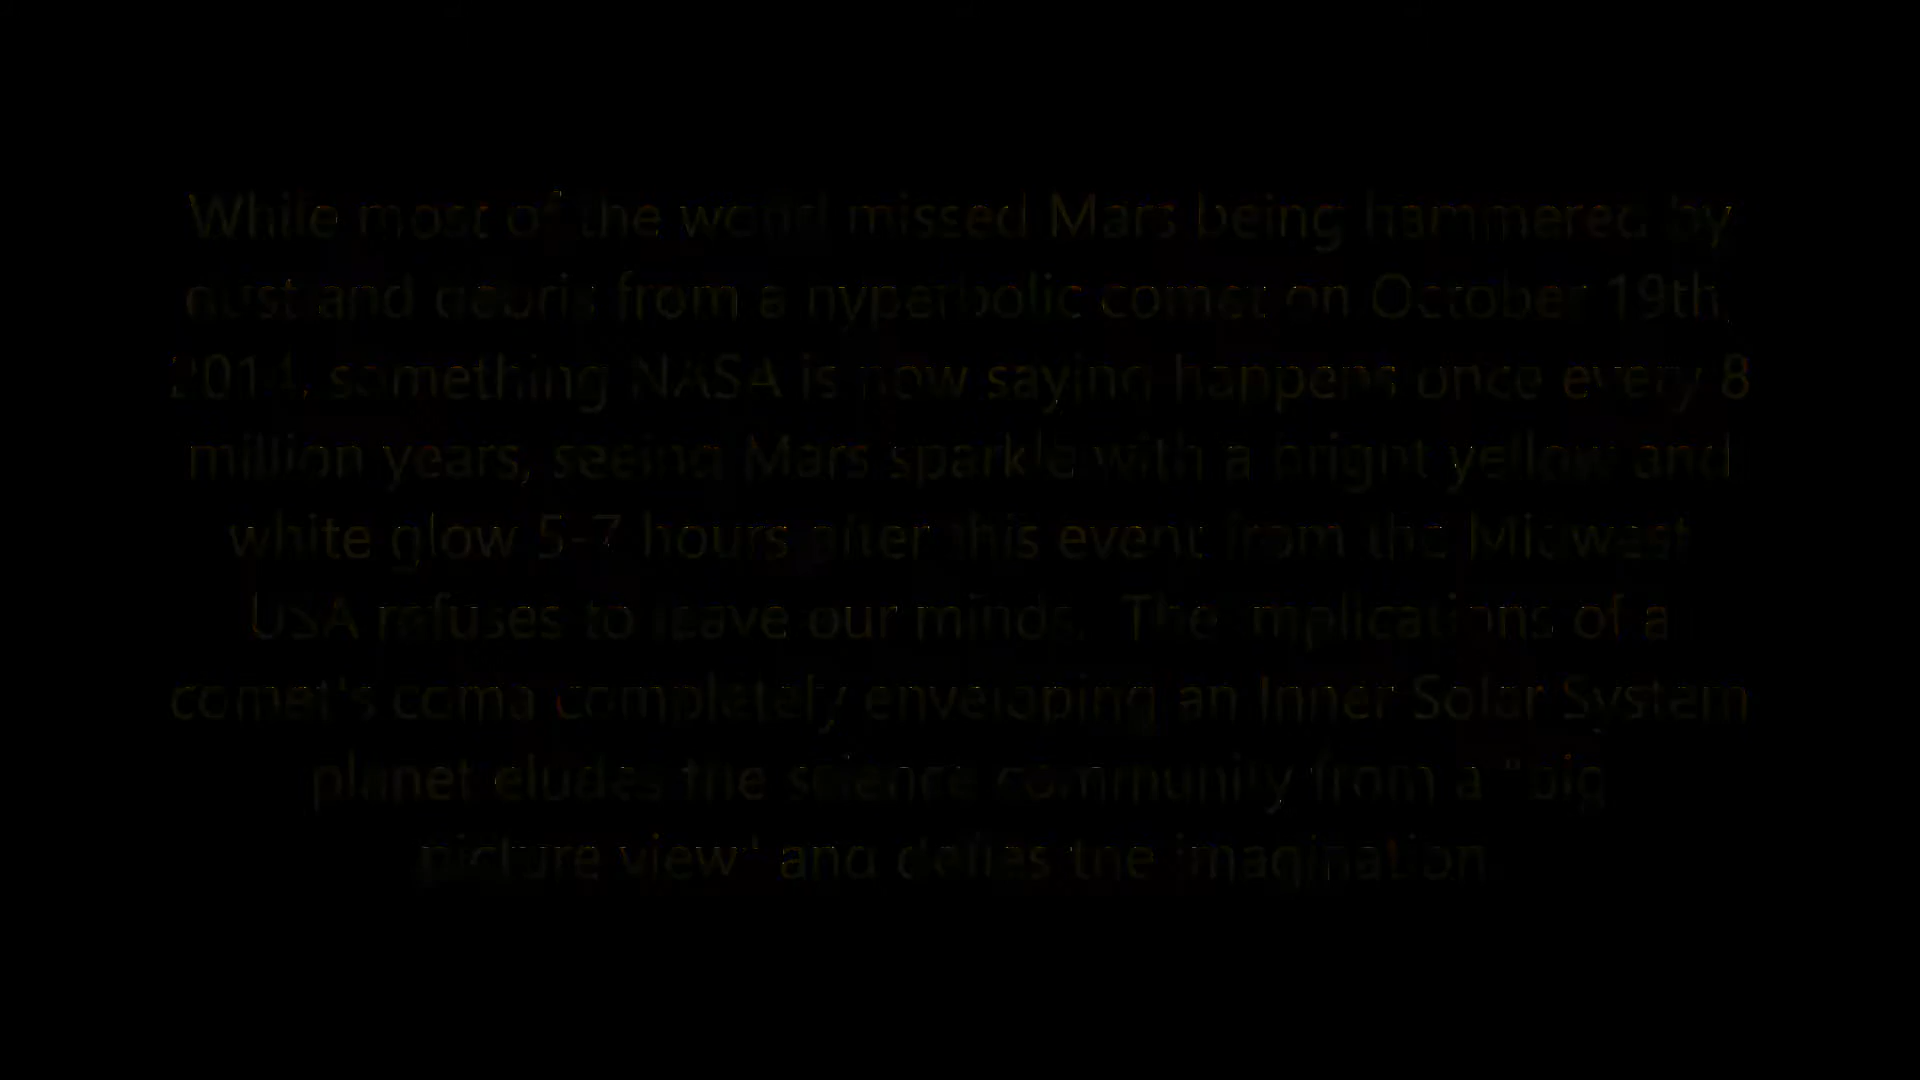 While most of the world missed Mars being hammered by
dust and debris from a hyperbolic comet on October 19th,
2014, something NASA is now saying happens once every 8
million years, seeing Mars sparkle with a bright yellow and
white glow 5-7 hours after this event from the Midwest
USA refuses to leave our minds.  The implications of a
comet's coma completely enveloping an Inner Solar System
planet eludes the science community from a "big
picture view" and defies the imagination.